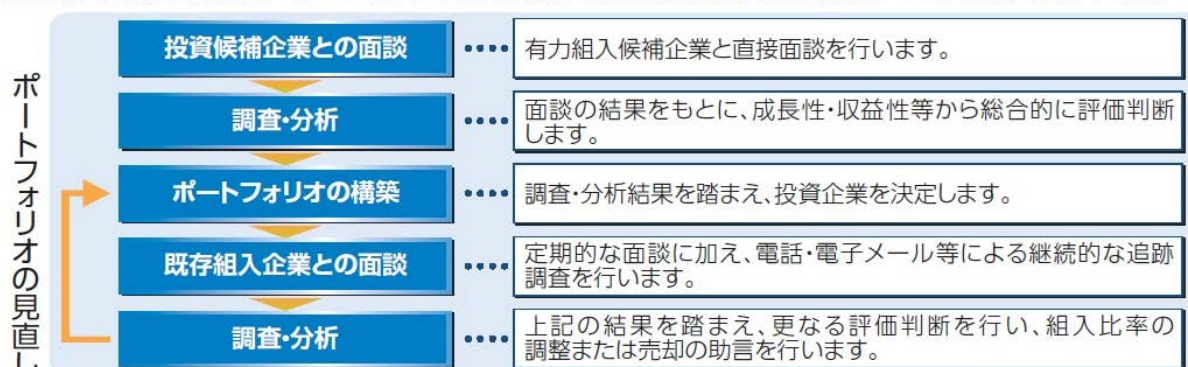 ポートフォリオの見直し
投資候補企業との面談
有力組入候補企業と直接面談を行います。
調査・分析
面談の結果をもとに、成長性・収益性等から総合的に評価判断
します。
ポートフォリオの構築
調査・分析結果を踏まえ、投資企業を決定します。
既存組入企業との面談
定期的な面談に加え、電話・電子メール等による継続的な追跡
調査を行います。
調査・分析
上記の結果を踏まえ、更なる評価判断を行い、組入比率の
調整または売却の助言を行います。